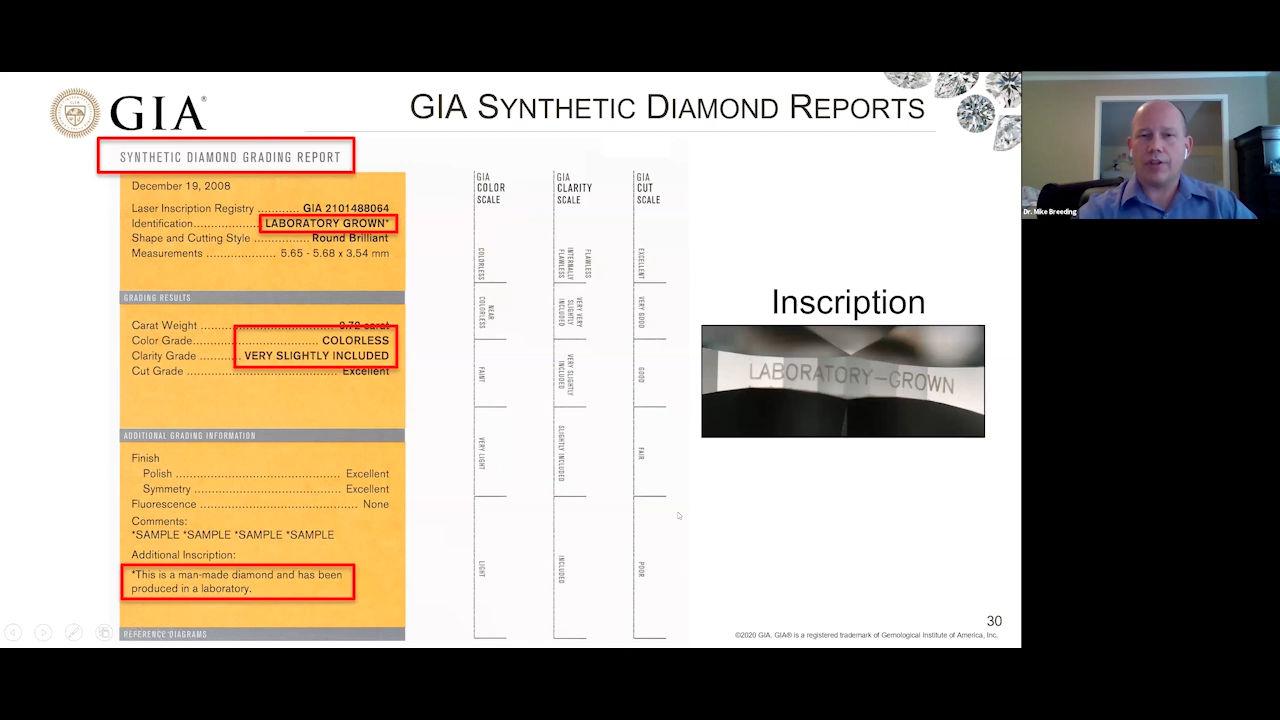 GIA®
GIA SYNTHETIC DIAMOND REPORTS
SYNTHETIC DIAMOND GRADING REPORT
December 19, 2008
Laser Inscription Registry ............ GIA 2101488064
Identification.................... LABORATORY GROWN*
Shape and Cutting Style ............... Round Brilliant
Measurements .................... 5.65 - 5.68 x 3.54 mm
GRADING RESULTS
Carat Weight ........................................ 0.72 carat
Color Grade...................................... COLORLESS
Clarity Grade .......... VERY SLIGHTLY INCLUDED
Cut Grade ........................................... Excellent
ADDITIONAL GRADING INFORMATION
Finish
Polish ............................................. Excellent
Symmetry ........................................ Excellent
Fluorescence .......................................... None
Comments:
*SAMPLE *SAMPLE *SAMPLE *SAMPLE
Additional Inscription:
*This is a man-made diamond and has been
produced in a laboratory.
REFERENCE DIAGRAMS
GIA
COLOR
SCALE
COLORLESS
NEAR
COLORLESS
FAINT
VERY LIGHT
LIGHT
GIA
CLARITY
SCALE
FLAWLESS
INTERNALLY
FLAWLESS
VERY VERY
SLIGHTLY
INCLUDED
VERY SLIGHTLY
INCLUDED
SLIGHTLY INCLUDED
INCLUDED
GIA
CUT
SCALE
EXCELLENT
VERY GOOD
GOOD
FAIR
POOR
Inscription
LABORATORY-GROWN
30
©2020 GIA. GIA® is a registered trademark of Gemological Institute of America, Inc.
Dr. Mike Breeding